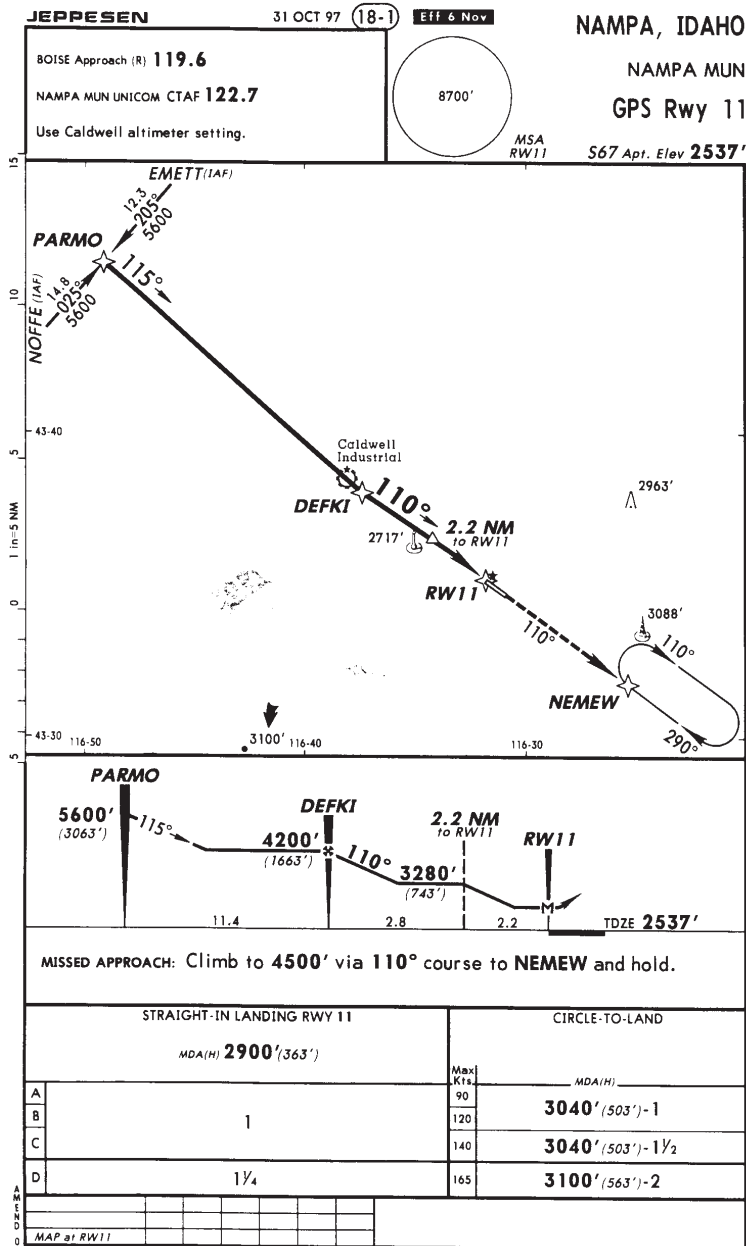 JEPPESEN 31 OCT 97 18-1 Eff 6 Nov
NAMPA, IDAHO
NAMPA MUN
GPS Rwy 11
S67 Apt. Elev 2537'
BOISE Approach (R) 119.6
NAMPA MUN UNICOM CTAF 122.7
Use Caldwell altimeter setting.
8700'
MSA
RW11
15
EMETT (IAF)
12.3
205°
5600
PARMO
115°
14.8
025°
5600
NOFFE (IAF)
10
43-40
5
Caldwell
Industrial
DEFKI
110°
2963'
2.2 NM
to RW11
2717'
1 in=5 NM
RW11
0
110°
3088'
110°
NEMEW
290°
43-30
116-50
3100'
116-40
116-30
5
PARMO
5600'
(3063')
115°
DEFKI
4200'
(1663')
110°
2.2 NM
to RW11
3280'
(743')
RW11
M
11.4 2.8 2.2
TDZE 2537'
MISSED APPROACH: Climb to 4500' via 110° course to NEMEW and hold.
STRAIGHT-IN LANDING RWY 11
MDA(H) 2900' (363')
CIRCLE-TO-LAND
Max
Kts.
MDA(H)
A
B
C
1
D
1¼
90
120
3040' (503')-1
140
3040' (503')-1½
165
3100' (563')-2
AMEND 0
MAP at RW11